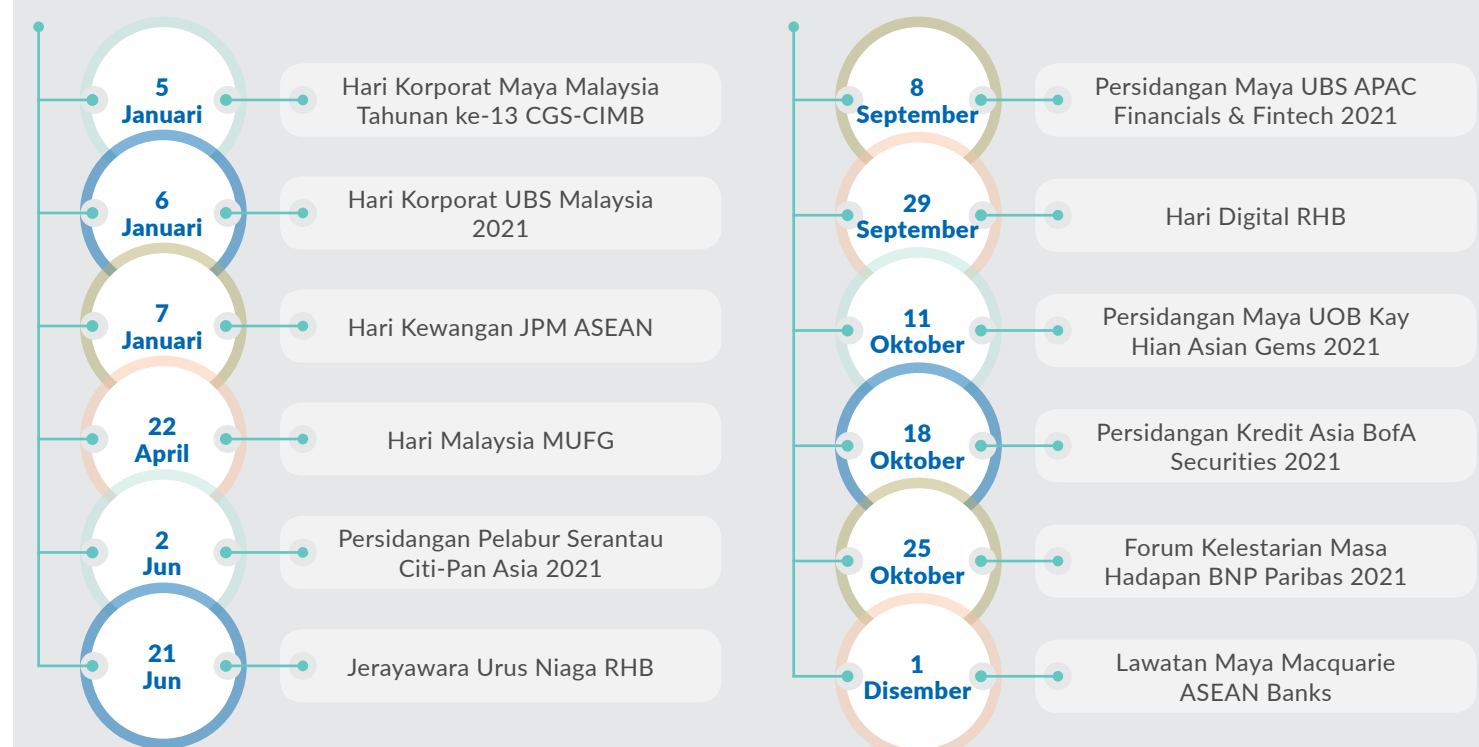 5
Januari
Hari Korporat Maya Malaysia
Tahunan ke-13 CGS-CIMB
6
Januari
Hari Korporat UBS Malaysia
2021
7
Januari
Hari Kewangan JPM ASEAN
22
April
Hari Malaysia MUFG
2
Jun
Persidangan Pelabur Serantau
Citi-Pan Asia 2021
21
Jun
Jerayawara Urus Niaga RHB
8
September
Persidangan Maya UBS APAC
Financials & Fintech 2021
29
September
Hari Digital RHB
11
Oktober
Persidangan Maya UOB Kay
Hian Asian Gems 2021
18
Oktober
Persidangan Kredit Asia BofA
Securities 2021
25
Oktober
Forum Kelestarian Masa
Hadapan BNP Paribas 2021
1
Disember
Lawatan Maya Macquarie
ASEAN Banks